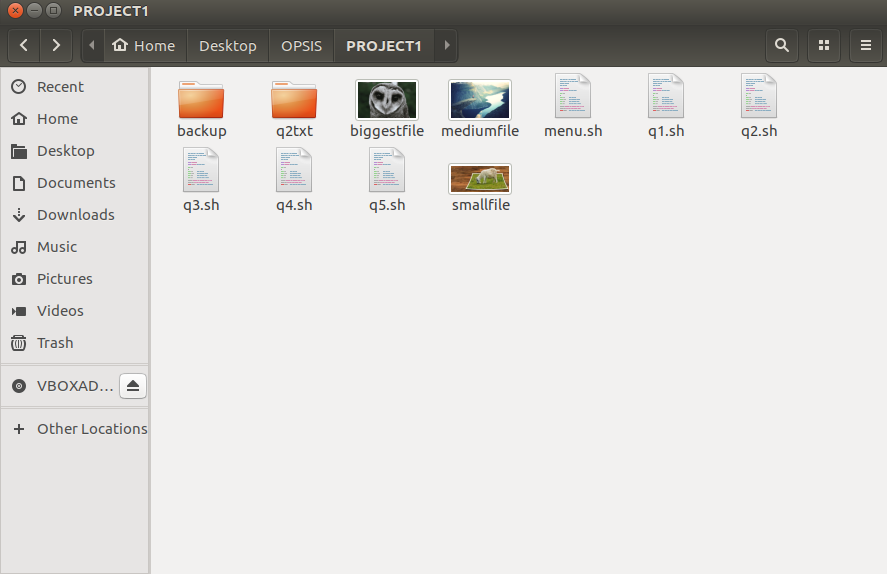 PROJECT1
Home Desktop OPSIS PROJECT1
Recent
Home
Desktop
Documents
Downloads
Music
Pictures
Videos
Trash
VBOXAD...
Other Locations
backup q2txt biggestfile mediumfile menu.sh q1.sh q2.sh
q3.sh q4.sh q5.sh smallfile